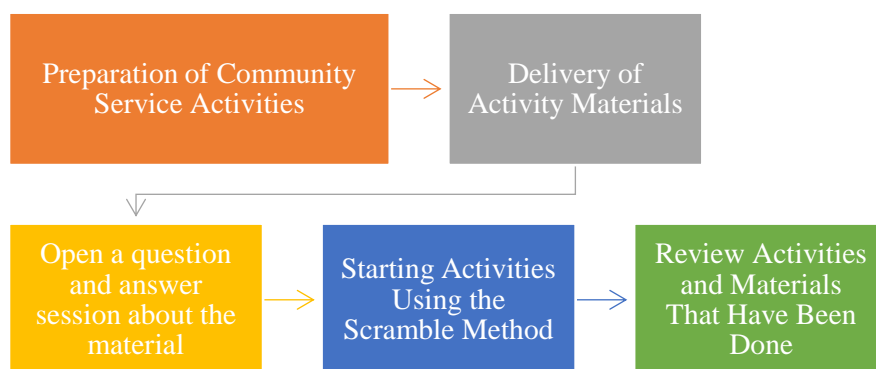 Preparation of Community
Service Activities
Delivery of
Activity Materials
Open a question
and answer
session about the
material
Starting Activities
Using the
Scramble Method
Review Activities
and Materials
That Have Been
Done